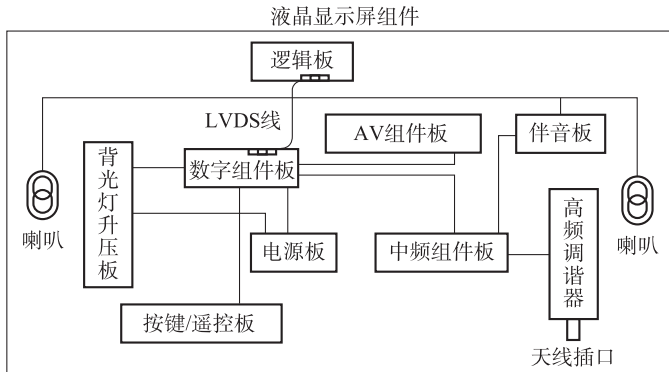 液晶显示屏组件
逻辑板
LVDS线
AV组件板
伴音板
背光灯升压板
数字组件板
喇叭
电源板
中频组件板
高频调谐器
喇叭
按键/遥控板
天线插口